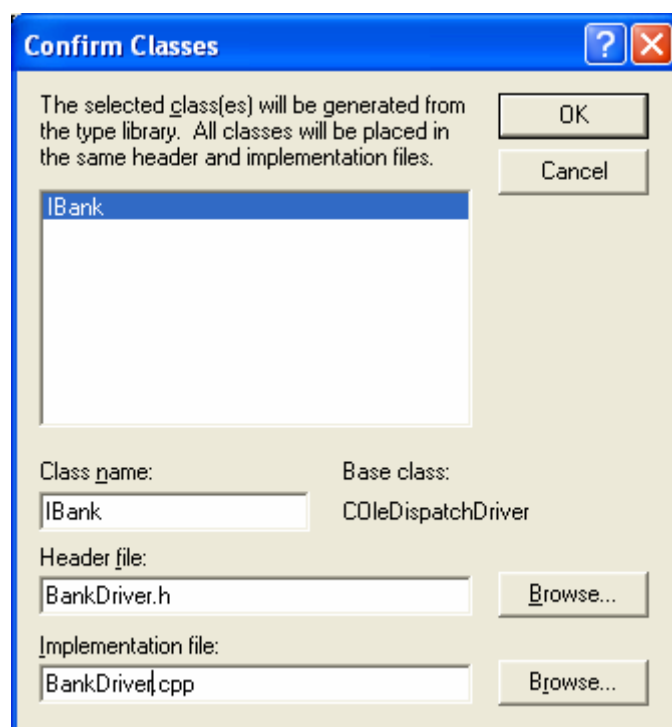 Confirm Classes
The selected class(es) will be generated from
the type library. All classes will be placed in
the same header and implementation files.
OK
Cancel
IBank
Class name:
Base class:
IBank
COleDispatchDriver
Header file:
BankDriver.h
Browse...
Implementation file:
BankDriver.cpp
Browse...